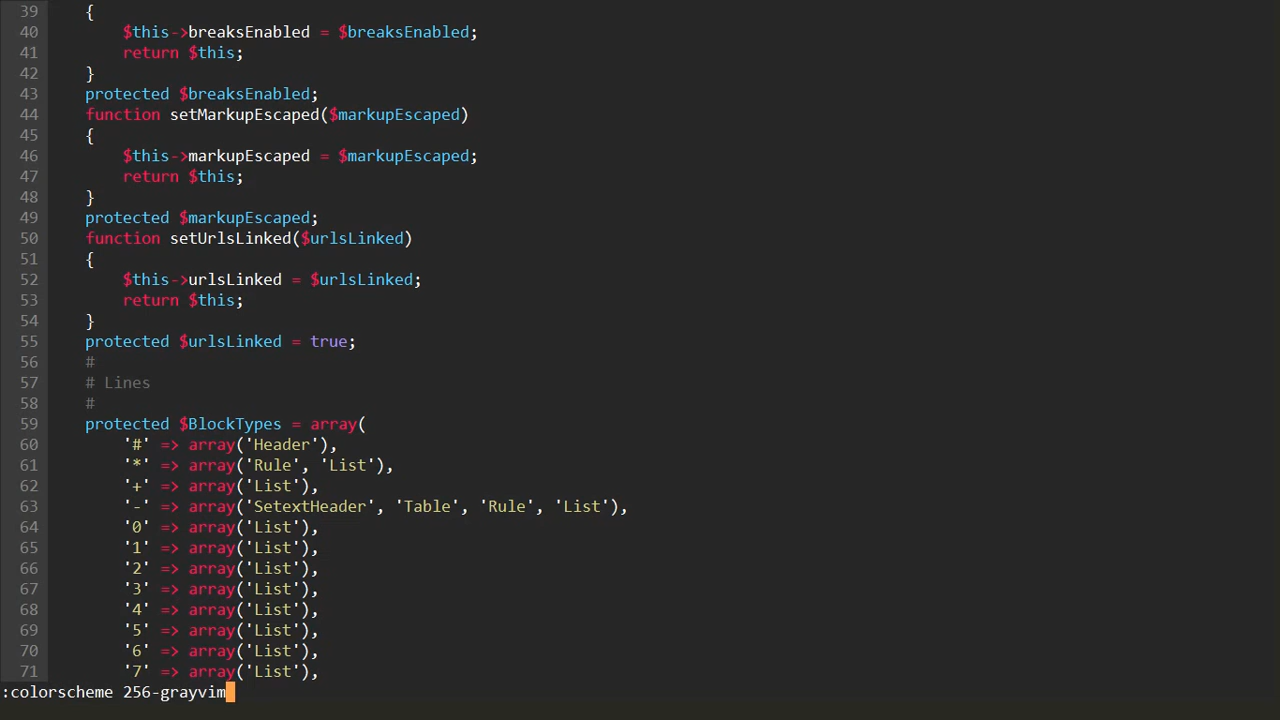 39    {
40        $this->breaksEnabled = $breaksEnabled;
41        return $this;
42    }
43    protected $breaksEnabled;
44    function setMarkupEscaped($markupEscaped)
45    {
46        $this->markupEscaped = $markupEscaped;
47        return $this;
48    }
49    protected $markupEscaped;
50    function setUrlsLinked($urlsLinked)
51    {
52        $this->urlsLinked = $urlsLinked;
53        return $this;
54    }
55    protected $urlsLinked = true;
56    #
57    # Lines
58    #
59    protected $BlockTypes = array(
60        '#' => array('Header'),
61        '*' => array('Rule', 'List'),
62        '+' => array('List'),
63        '-' => array('SetextHeader', 'Table', 'Rule', 'List'),
64        '0' => array('List'),
65        '1' => array('List'),
66        '2' => array('List'),
67        '3' => array('List'),
68        '4' => array('List'),
69        '5' => array('List'),
70        '6' => array('List'),
71        '7' => array('List'),
:colorscheme 256-grayvim